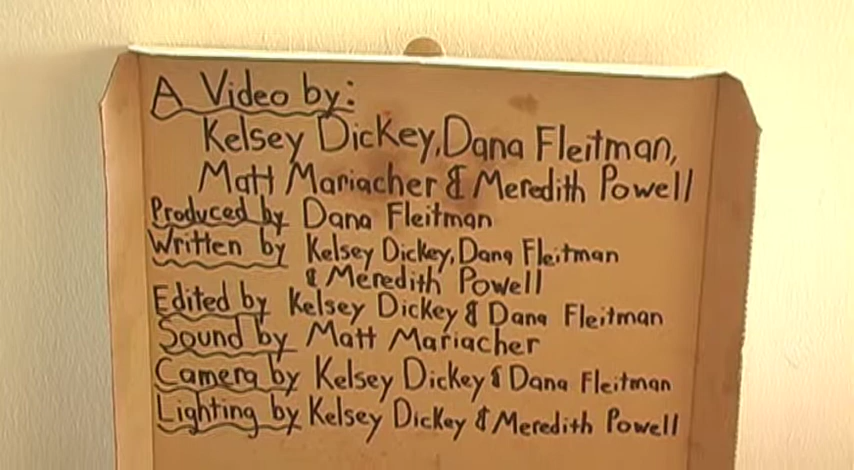 A Video by:
Kelsey Dickey, Dana Fleitman,
Matt Mariacher & Meredith Powell
Produced by Dana Fleitman
Written by Kelsey Dickey, Dana Fleitman
& Meredith Powell
Edited by Kelsey Dickey & Dana Fleitman
Sound by Matt Mariacher
Camera by Kelsey Dickey & Dana Fleitman
Lighting by Kelsey Dickey & Meredith Powell